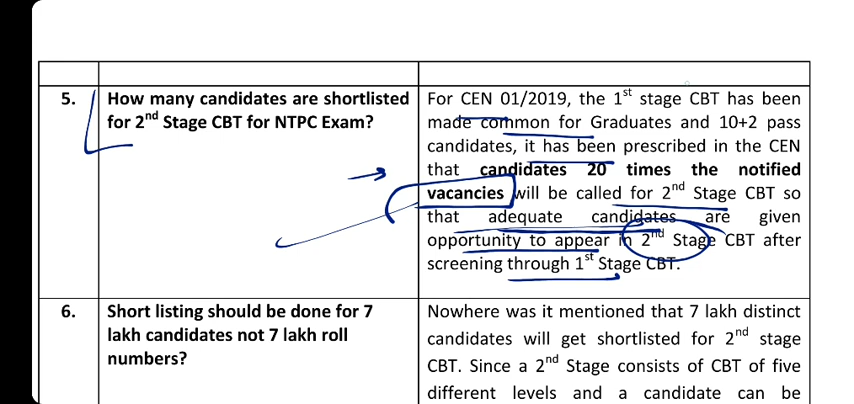 5. How many candidates are shortlisted
for 2nd Stage CBT for NTPC Exam?
For CEN 01/2019, the 1st stage CBT has been
made common for Graduates and 10+2 pass
candidates, it has been prescribed in the CEN
that candidates 20 times the notified
vacancies will be called for 2nd Stage CBT so
that adequate candidates are given
opportunity to appear in 2nd Stage CBT after
screening through 1st Stage CBT.
6. Short listing should be done for 7
lakh candidates not 7 lakh roll
numbers?
Nowhere was it mentioned that 7 lakh distinct
candidates will get shortlisted for 2nd stage
CBT. Since a 2nd Stage consists of CBT of five
different levels and a candidate can be